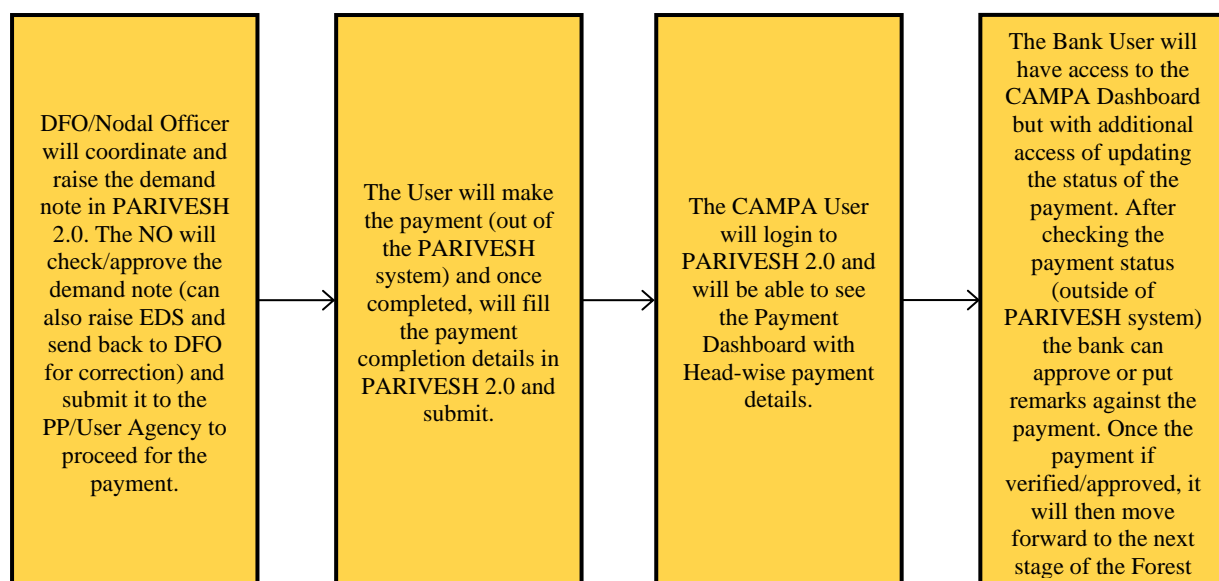 DFO/Nodal Officer
will coordinate and
raise the demand
note in PARIVESH
2.0. The NO will
check/approve the
demand note (can
also raise EDS and
send back to DFO
for correction) and
submit it to the
PP/User Agency to
proceed for the
payment.
The User will make
the payment (out of
the PARIVESH
system) and once
completed, will fill
the payment
completion details in
PARIVESH 2.0 and
submit.
The CAMPA User
will login to
PARIVESH 2.0 and
will be able to see
the Payment
Dashboard with
Head-wise payment
details.
The Bank User will
have access to the
CAMPA Dashboard
but with additional
access of updating
the status of the
payment. After
checking the
payment status
(outside of
PARIVESH system)
the bank can
approve or put
remarks against the
payment. Once the
payment if
verified/approved, it
will then move
forward to the next
stage of the Forest